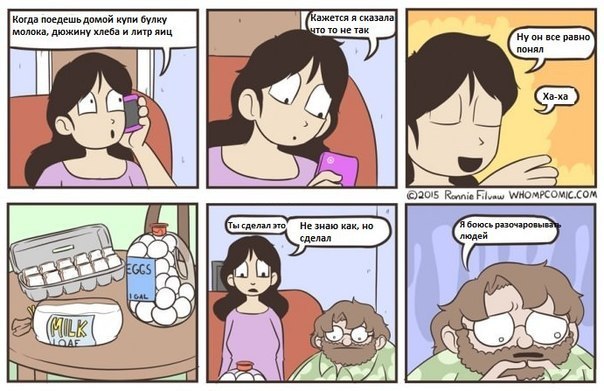 Когда поедешь домой купи булку
молока, дюжину хлеба и литр яиц
Кажется я сказала
что то не так
Ну он все равно
понял
Ха-ха
©2015 Ronnie Filyaw WHOMPCOMIC.COM
EGGS
1 GAL
MILK
LOAF
Ты сделал это
Не знаю как, но
сделал
Я боюсь разочаровывать
людей